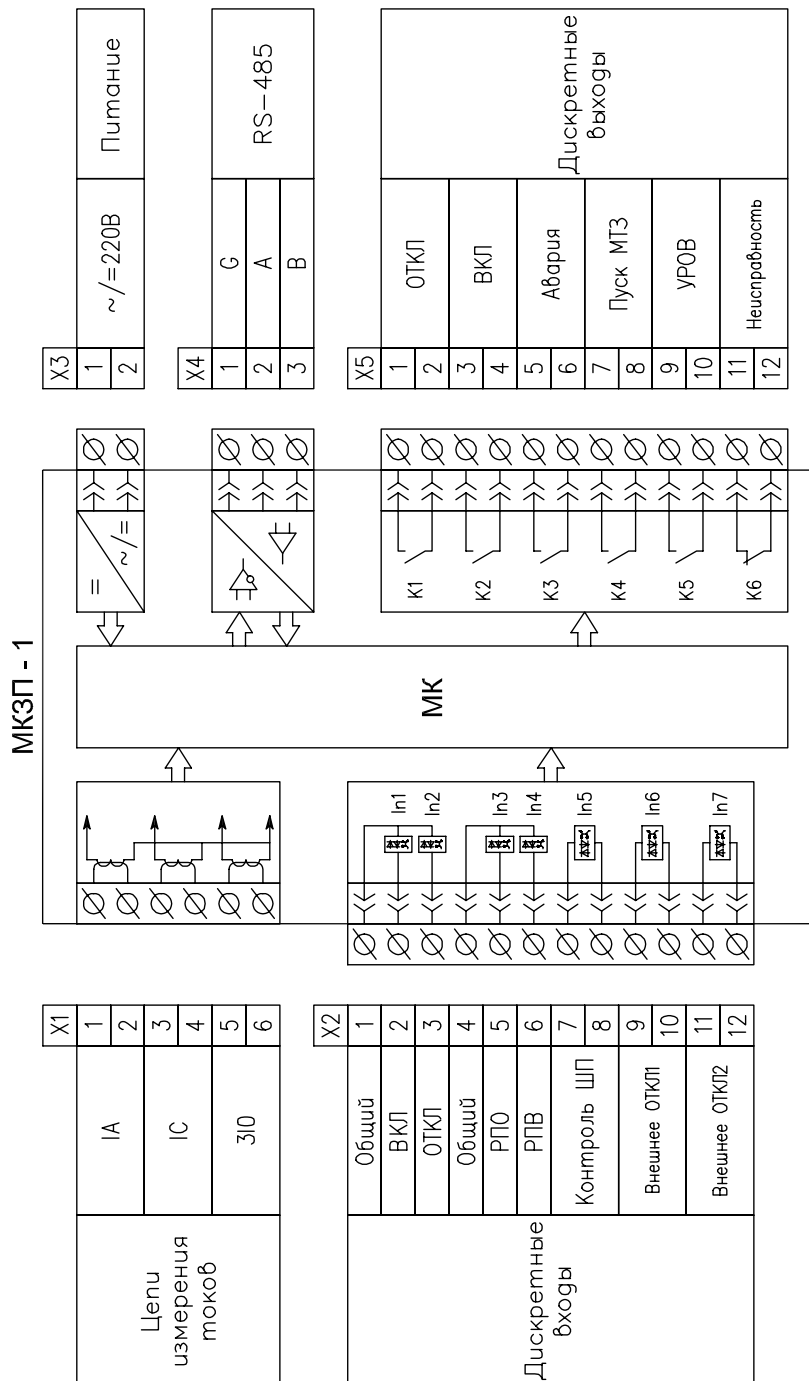 МКЗП - 1
X1
Цепи
измерения
токов
IA
1
2
IC
3
4
3IO
5
6
X2
Дискретные
входы
Общий
1
ВКЛ
2
ОТКЛ
3
Общий
4
РПО
5
РПВ
6
Контроль ШП
7
8
Внешнее ОТКЛ1
9
10
Внешнее ОТКЛ2
11
12
In1
In2
In3
In4
In5
In6
In7
МК
=
~/=
K1
K2
K3
K4
K5
K6
X3
1
2
~/=220В
Питание
X4
1
G
2
A
3
B
RS-485
X5
1
2
ОТКЛ
3
4
ВКЛ
5
6
Авария
7
8
Пуск МТЗ
9
10
УРОВ
11
12
Неисправность
Дискретные
выходы